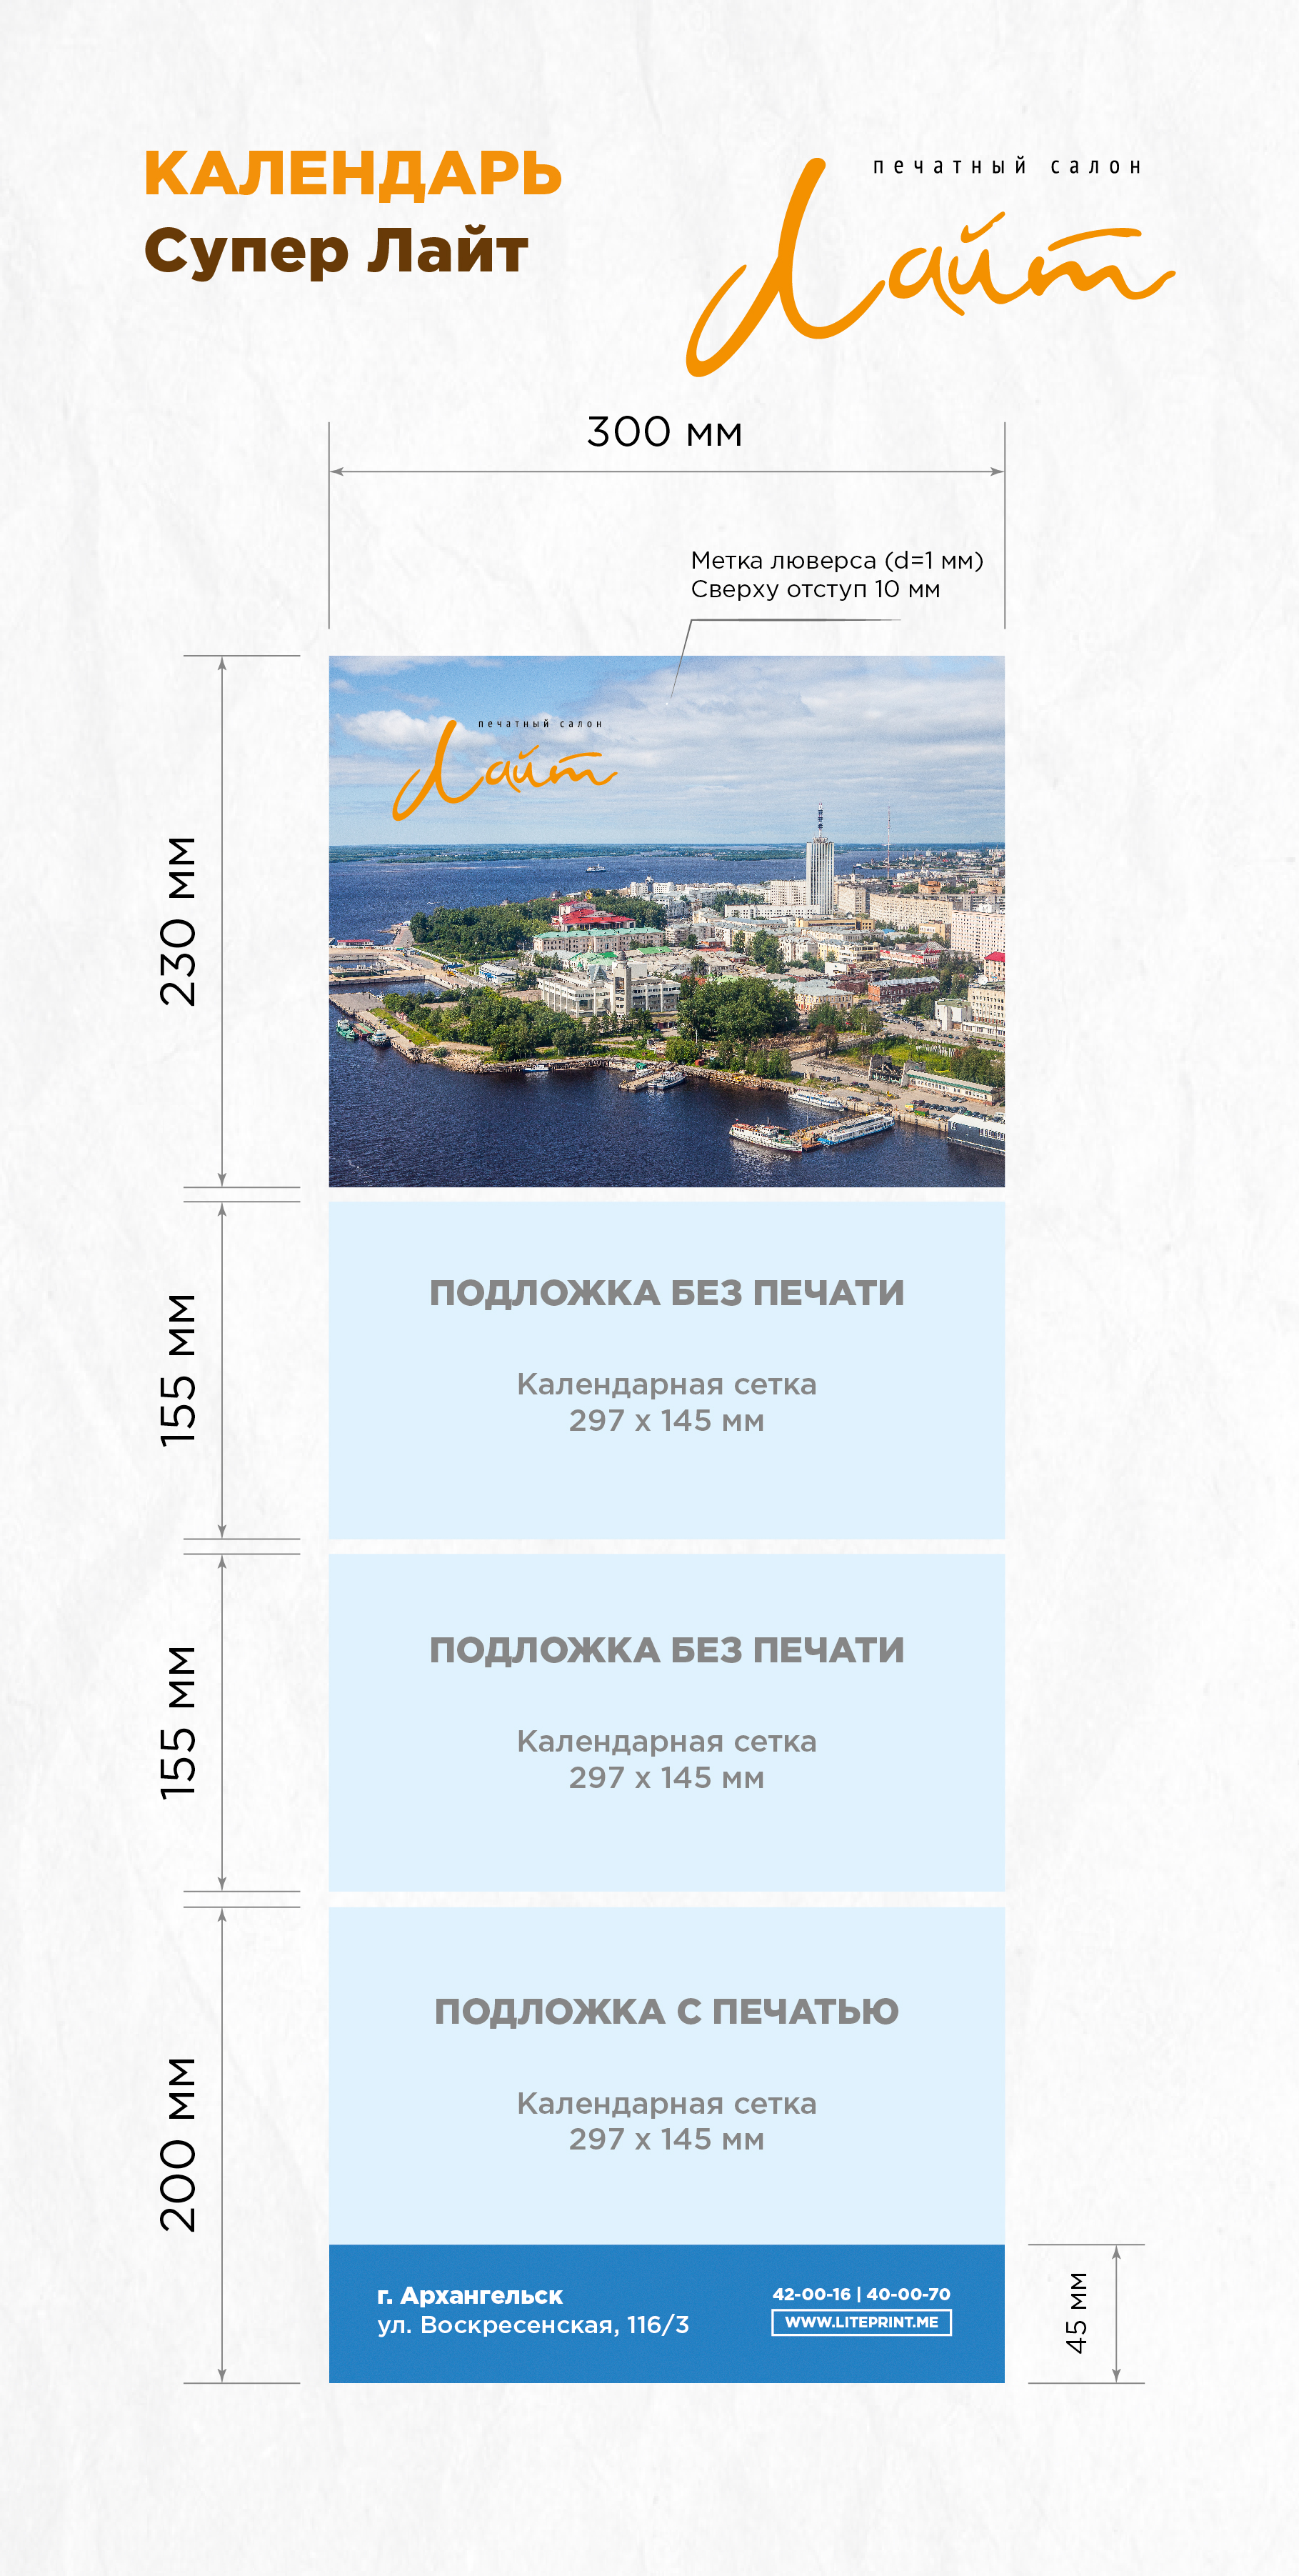 КАЛЕНДАРЬ
Супер Лайт
печатный салон
Лайт
300 мм
Метка люверса (d=1 мм)
Сверху отступ 10 мм
печатный салон
Лайт
230 мм
ПОДЛОЖКА БЕЗ ПЕЧАТИ
Календарная сетка
297 х 145 мм
155 мм
ПОДЛОЖКА БЕЗ ПЕЧАТИ
Календарная сетка
297 х 145 мм
155 мм
ПОДЛОЖКА С ПЕЧАТЬЮ
Календарная сетка
297 х 145 мм
200 мм
г. Архангельск
ул. Воскресенская, 116/3
42-00-16 | 40-00-70
WWW.LITEPRINT.ME
45 мм